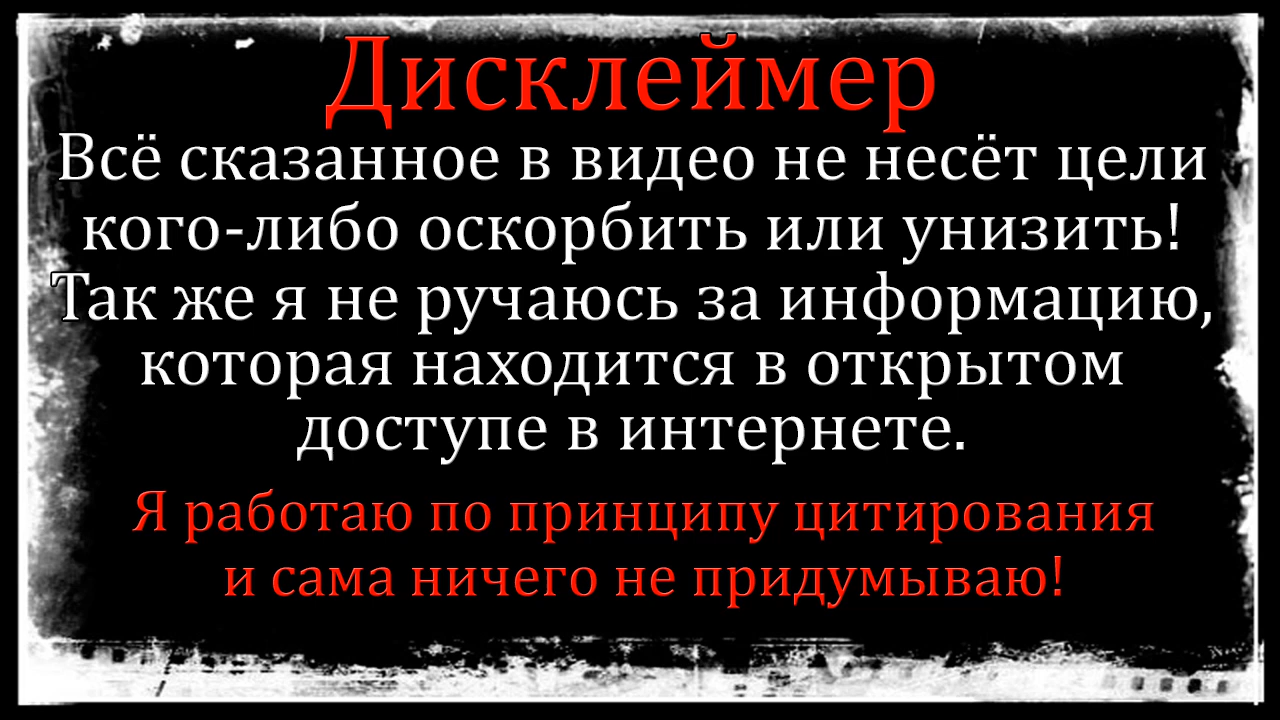 Дисклеймер
Всё сказанное в видео не несёт цели
кого-либо оскорбить или унизить!
Так же я не ручаюсь за информацию,
которая находится в открытом
доступе в интернете.
Я работаю по принципу цитирования
и сама ничего не придумываю!